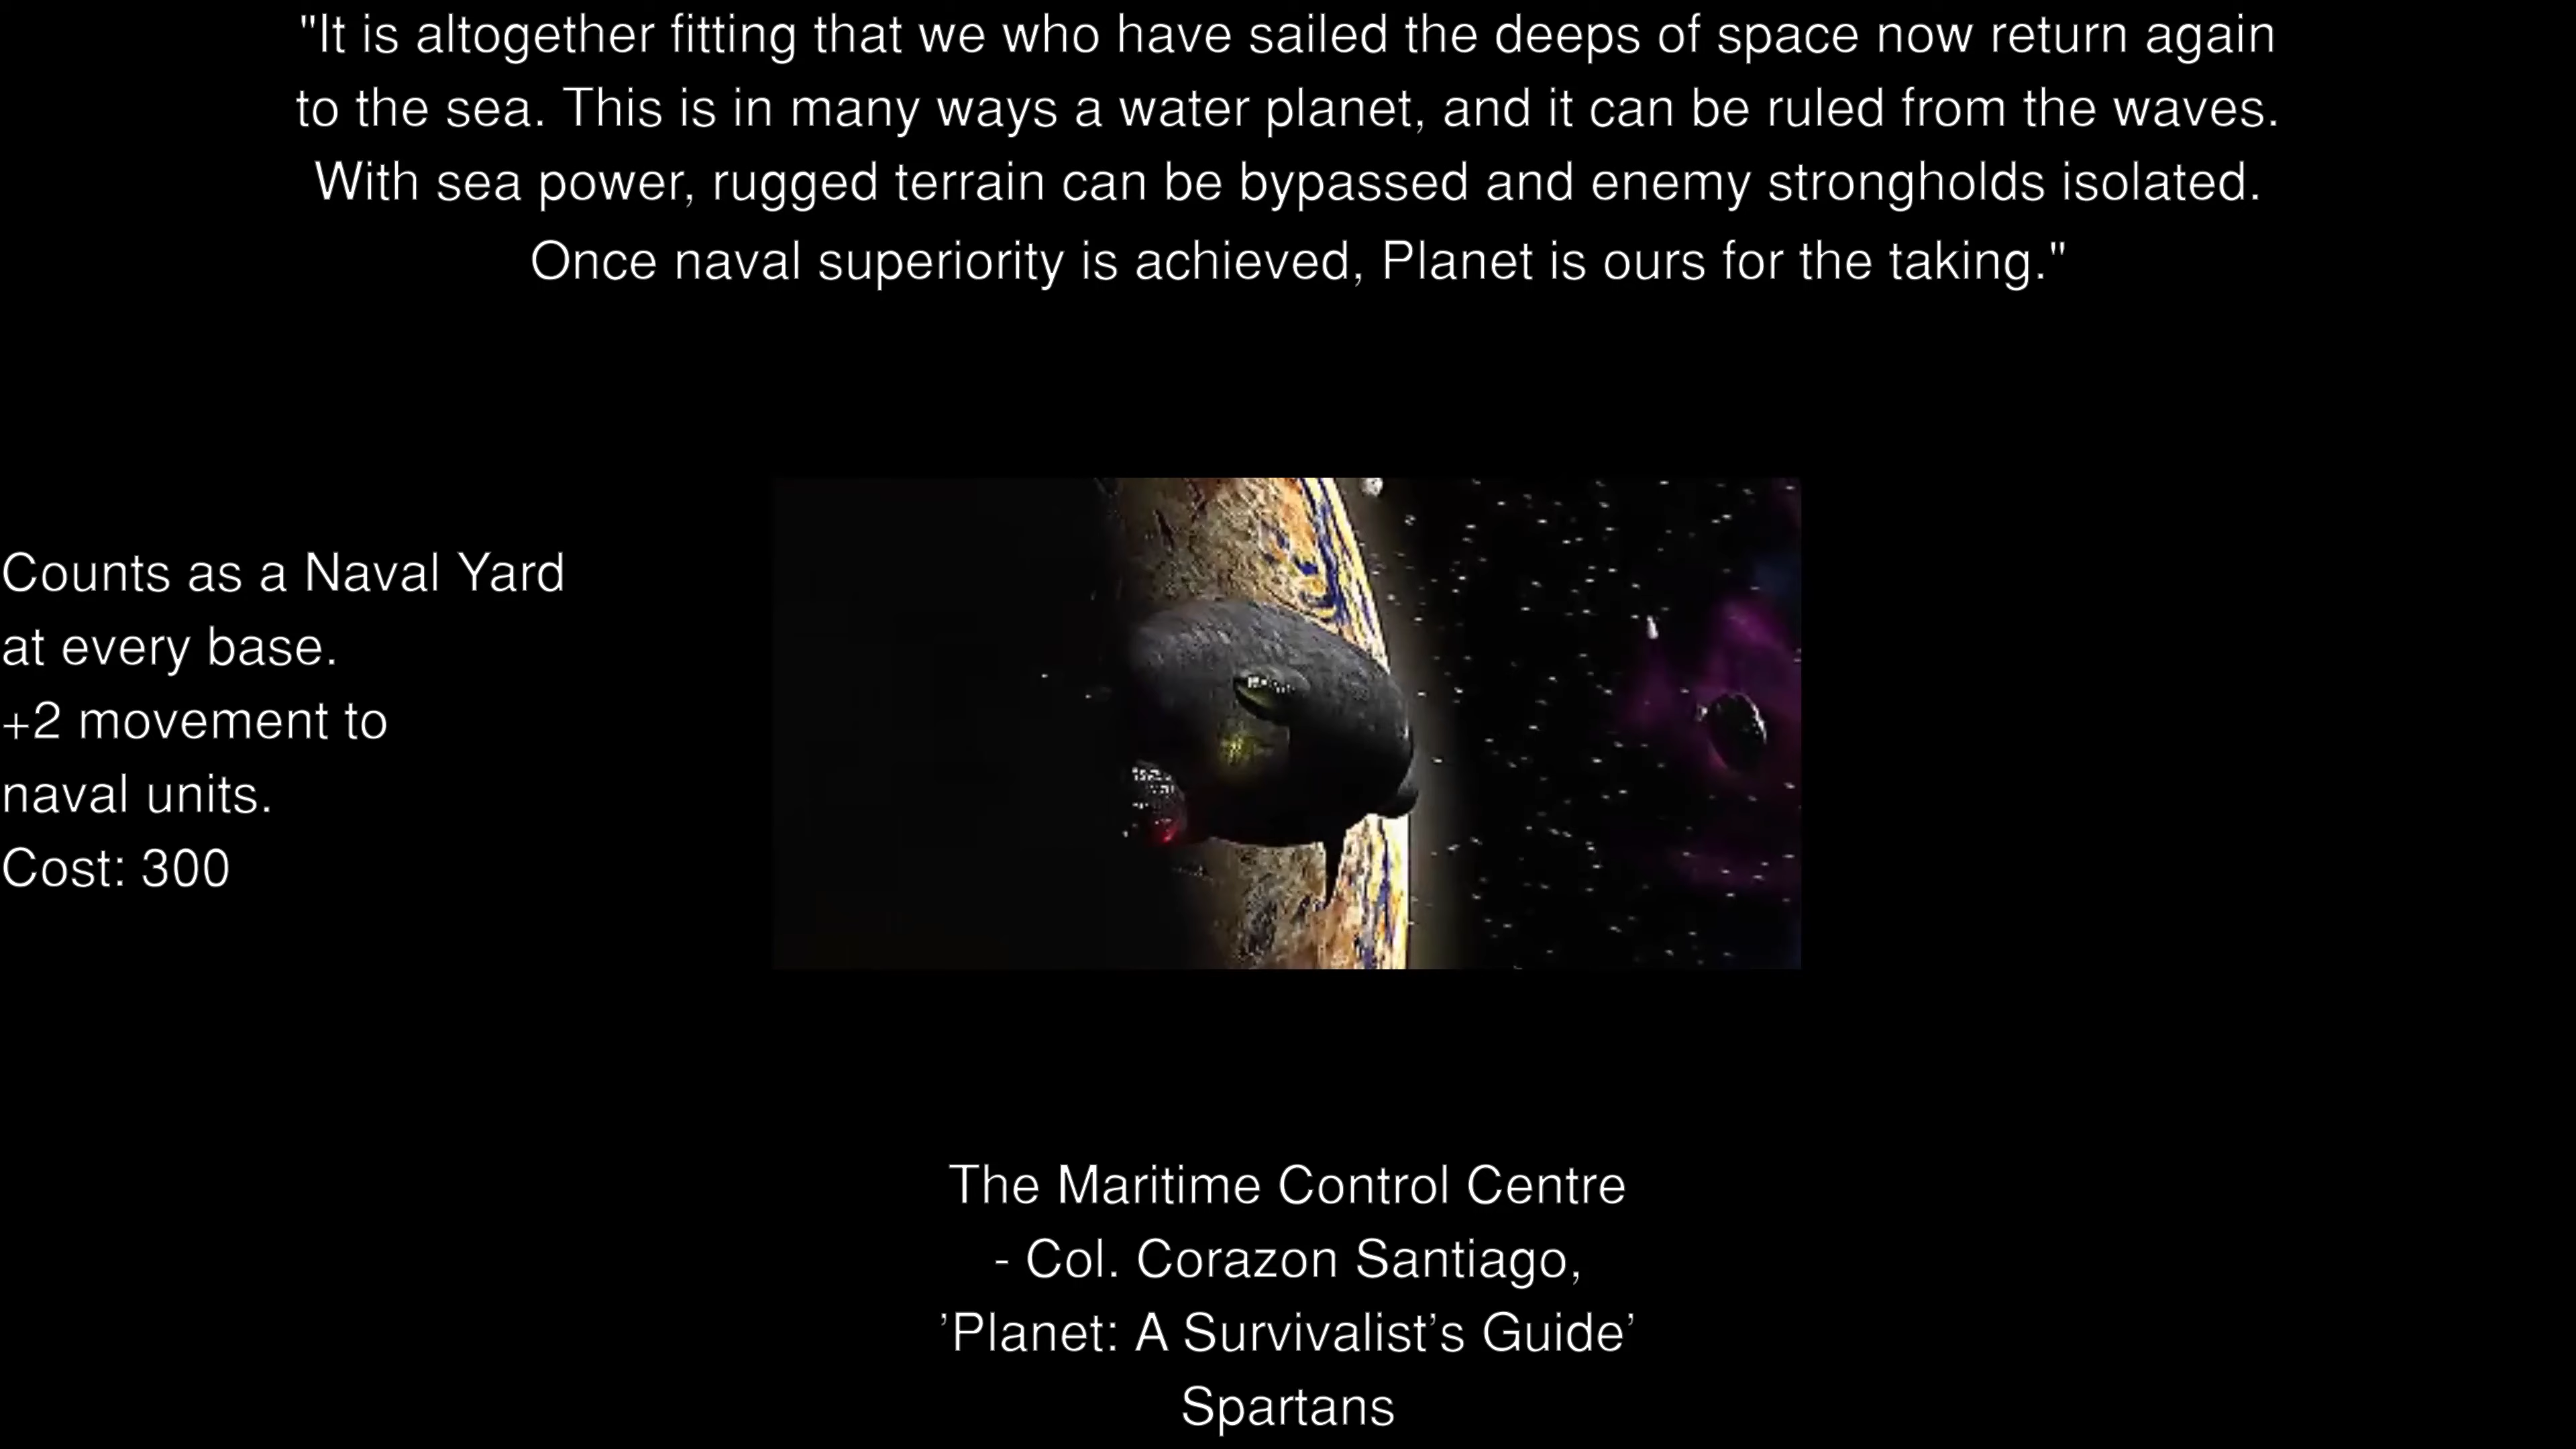 "It is altogether fitting that we who have sailed the deeps of space now return again
to the sea. This is in many ways a water planet, and it can be ruled from the waves.
With sea power, rugged terrain can be bypassed and enemy strongholds isolated.
Once naval superiority is achieved, Planet is ours for the taking."
Counts as a Naval Yard
at every base.
+2 movement to
naval units.
Cost: 300
The Maritime Control Centre
- Col. Corazon Santiago,
’Planet: A Survivalist’s Guide’
Spartans